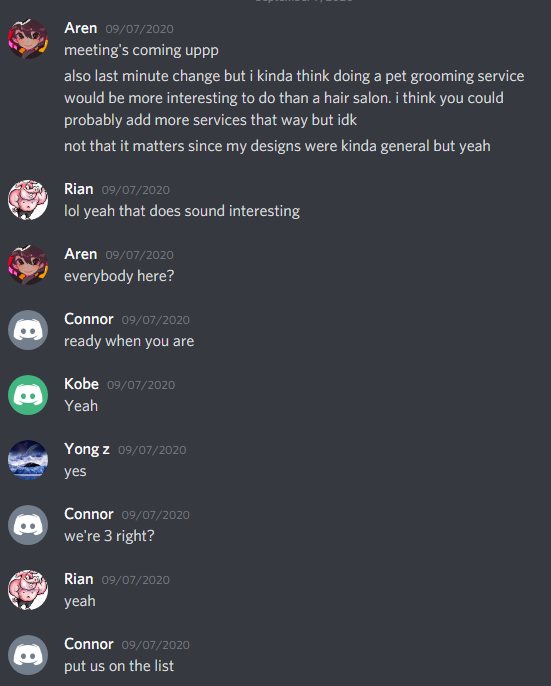 Aren 09/07/2020
meeting's coming uppp
also last minute change but i kinda think doing a pet grooming service
would be more interesting to do than a hair salon. i think you could
probably add more services that way but idk
not that it matters since my designs were kinda general but yeah
Rian 09/07/2020
lol yeah that does sound interesting
Aren 09/07/2020
everybody here?
Connor 09/07/2020
ready when you are
Kobe 09/07/2020
Yeah
Yong z 09/07/2020
yes
Connor 09/07/2020
we're 3 right?
Rian 09/07/2020
yeah
Connor 09/07/2020
put us on the list